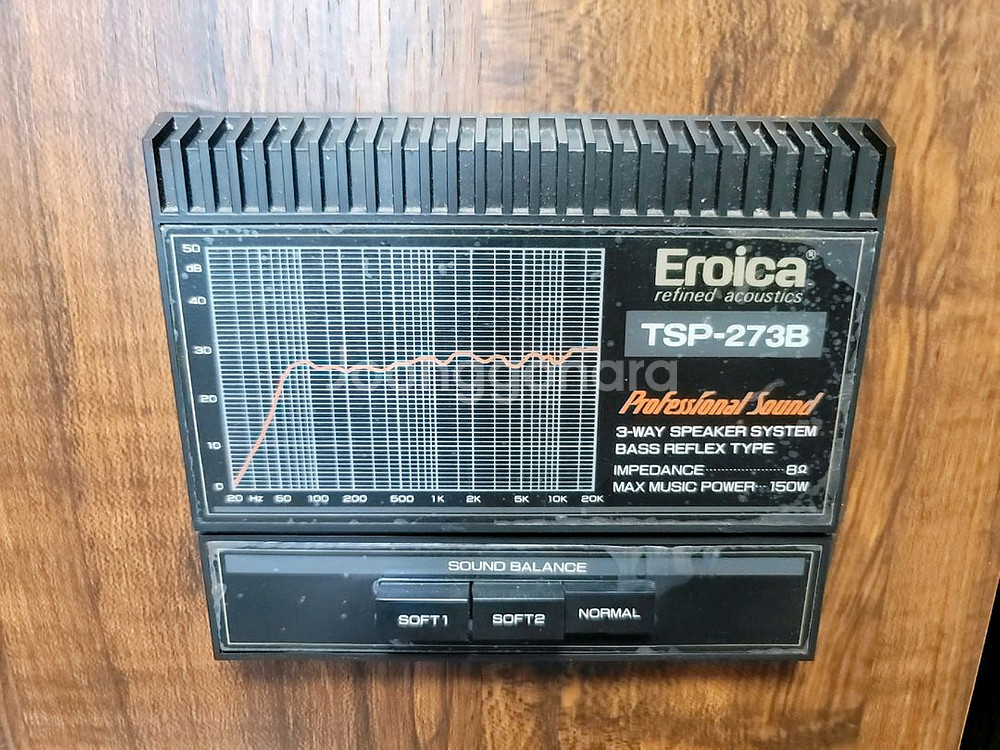 50
dB
40
30
20
10
0
20 Hz 50 100 200 500 1K 2K 5K 10K 20K
Eroica®
refined acoustics
TSP-273B
Professional Sound
3-WAY SPEAKER SYSTEM
BASS REFLEX TYPE
IMPEDANCE 8Ω
MAX MUSIC POWER 150W
joonggonara
SOUND BALANCE
SOFT1 SOFT2 NORMAL